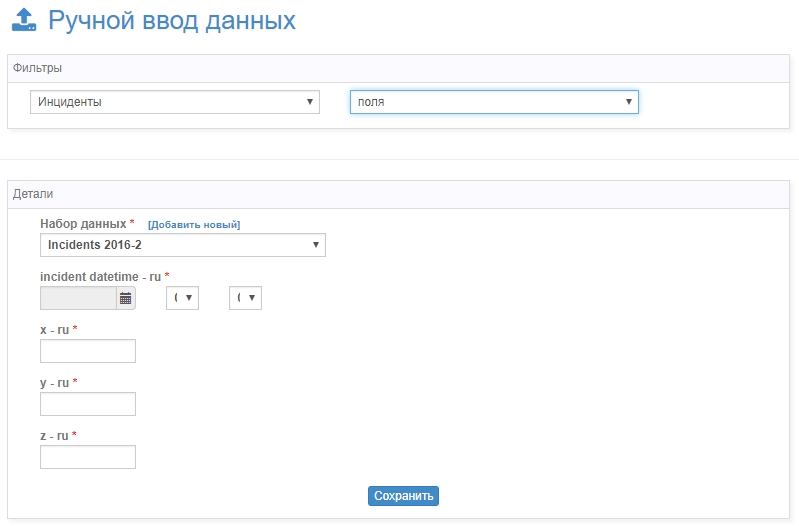 Ручной ввод данных
Фильтры
Инциденты поля
Детали
Набор данных * [Добавить новый]
Incidents 2016-2
incident datetime - ru *
x - ru *
y - ru *
z - ru *
Сохранить